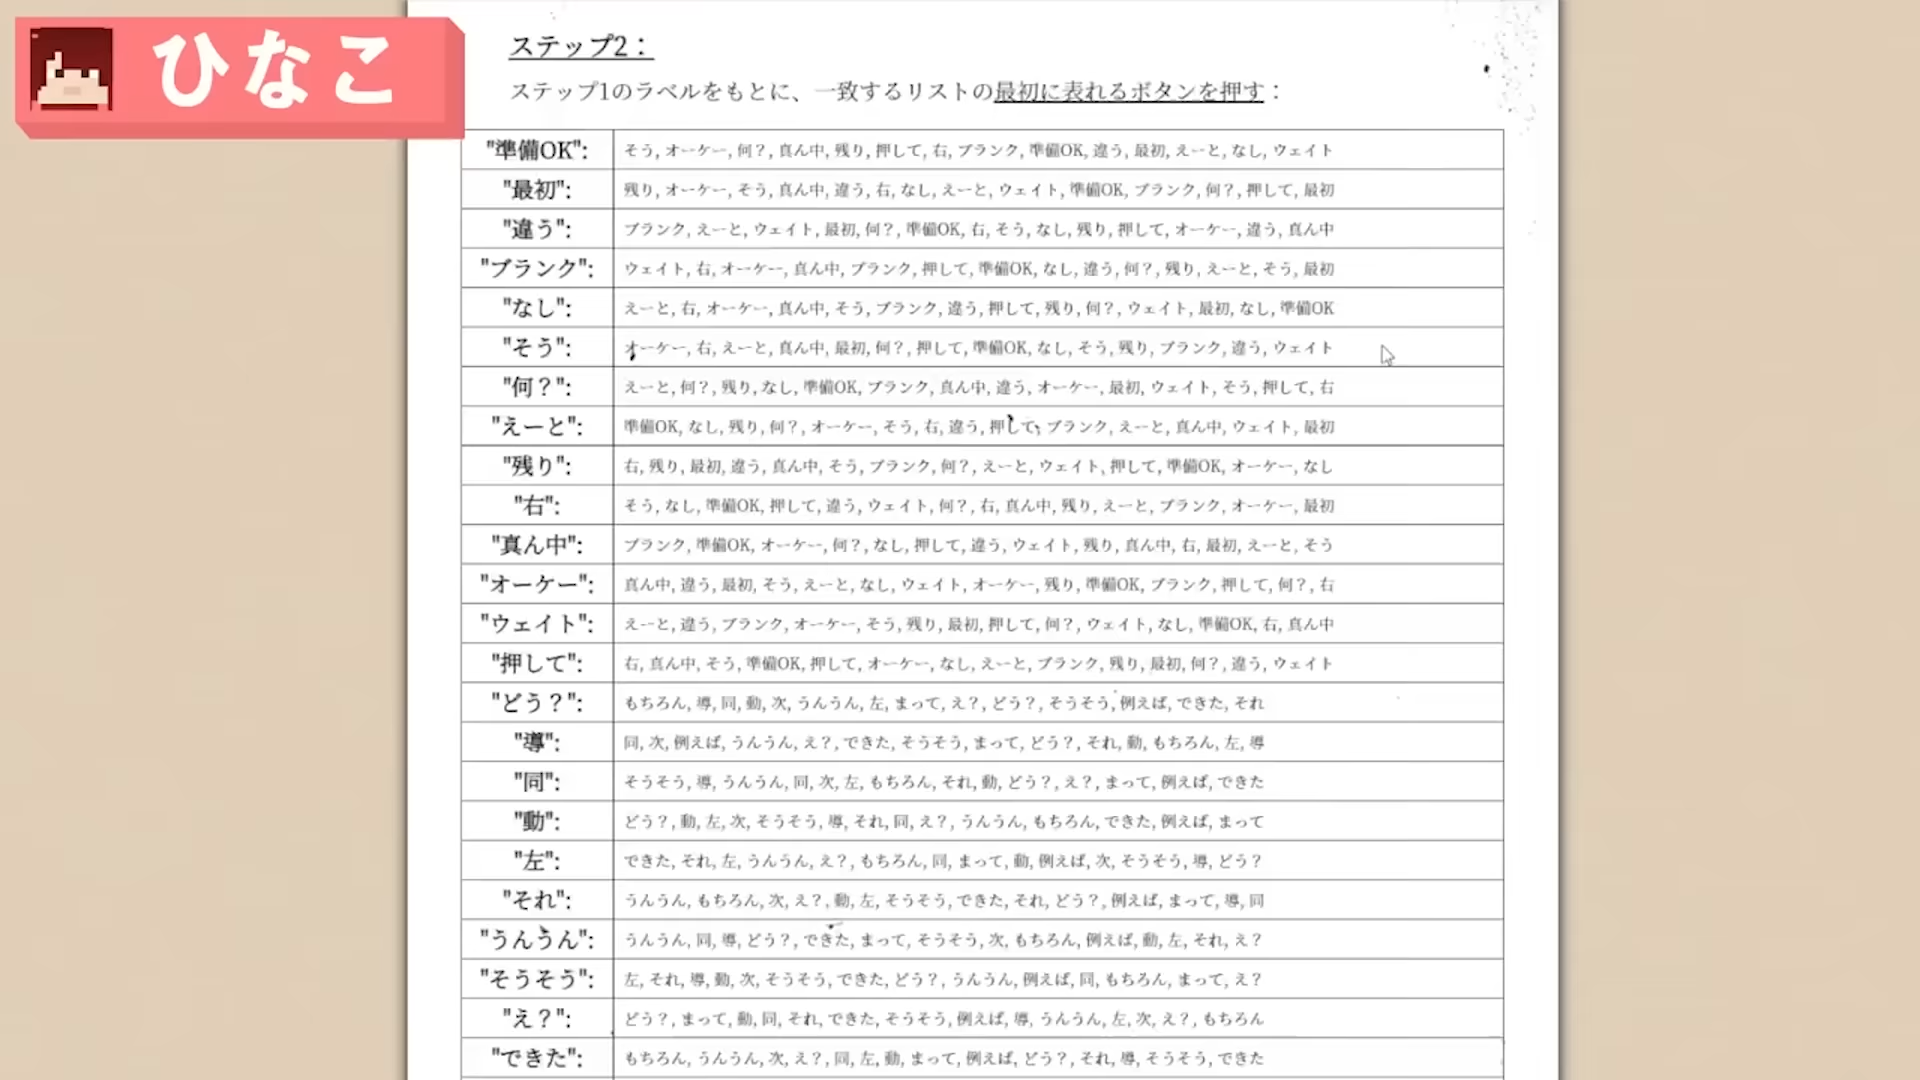 ひなこ
ステップ2：
ステップ1のラベルをもとに、一致するリストの最初に表れるボタンを押す：
"準備OK": そう, オーケー, 何？, 真ん中, 残り, 押して, 右, ブランク, 準備OK, 違う, 最初, えーと, なし, ウェイト
"最初": 残り, オーケー, そう, 真ん中, 違う, 右, なし, えーと, ウェイト, 準備OK, ブランク, 何？, 押して, 最初
"違う": ブランク, えーと, ウェイト, 最初, 何？, 準備OK, 右, そう, なし, 残り, 押して, オーケー, 違う, 真ん中
"ブランク": ウェイト, 右, オーケー, 真ん中, ブランク, 押して, 準備OK, なし, 違う, 何？, 残り, えーと, そう, 最初
"なし": えーと, 右, オーケー, 真ん中, そう, ブランク, 違う, 押して, 残り, 何？, ウェイト, 最初, なし, 準備OK
"そう": オーケー, 右, えーと, 真ん中, 最初, 何？, 押して, 準備OK, なし, そう, 残り, ブランク, 違う, ウェイト
"何？": えーと, 何？, 残り, なし, 準備OK, ブランク, 真ん中, 違う, オーケー, 最初, ウェイト, そう, 押して, 右
"えーと": 準備OK, なし, 残り, 何？, オーケー, そう, 右, 違う, 押して, ブランク, えーと, 真ん中, ウェイト, 最初
"残り": 右, 残り, 最初, 違う, 真ん中, そう, ブランク, 何？, えーと, ウェイト, 押して, 準備OK, オーケー, なし
"右": そう, なし, 準備OK, 押して, 違う, ウェイト, 何？, 右, 真ん中, 残り, えーと, ブランク, オーケー, 最初
"真ん中": ブランク, 準備OK, オーケー, 何？, なし, 押して, 違う, ウェイト, 残り, 真ん中, 右, 最初, えーと, そう
"オーケー": 真ん中, 違う, 最初, そう, えーと, なし, ウェイト, オーケー, 残り, 準備OK, ブランク, 押して, 何？, 右
"ウェイト": えーと, 違う, ブランク, オーケー, そう, 残り, 最初, 押して, 何？, ウェイト, なし, 準備OK, 右, 真ん中
"押して": 右, 真ん中, そう, 準備OK, 押して, オーケー, なし, えーと, ブランク, 残り, 最初, 何？, 違う, ウェイト
"どう？": もちろん, 導, 同, 動, 次, うんうん, 左, まって, え？, どう？, そうそう, 例えば, できた, それ
"導": 同, 次, 例えば, うんうん, え？, できた, そうそう, まって, どう？, それ, 動, もちろん, 左, 導
"同": そうそう, 導, うんうん, 同, 次, 左, もちろん, それ, 動, どう？, え？, まって, 例えば, できた
"動": どう？, 動, 左, 次, そうそう, 導, それ, 同, え？, うんうん, もちろん, できた, 例えば, まって
"左": できた, それ, 左, うんうん, え？, もちろん, 同, まって, 動, 例えば, 次, そうそう, 導, どう？
"それ": うんうん, もちろん, 次, え？, 動, 左, そうそう, できた, それ, どう？, 例えば, まって, 導, 同
"うんうん": うんうん, 同, 導, どう？, できた, まって, そうそう, 次, もちろん, 例えば, 動, 左, それ, え？
"そうそう": 左, それ, 導, 動, 次, そうそう, できた, どう？, うんうん, 例えば, 同, もちろん, まって, え？
"え？": どう？, まって, 動, 同, それ, できた, そうそう, 例えば, 導, うんうん, 左, 次, え？, もちろん
"できた": もちろん, うんうん, 次, え？, 同, 左, 動, まって, 例えば, どう？, それ, 導, そうそう, できた